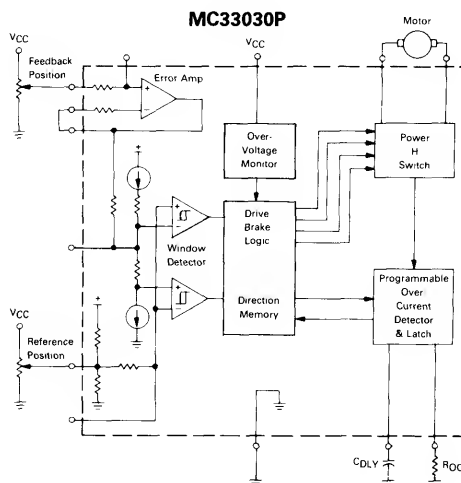 MC33030P
Motor
VCC
Feedback
Position
VCC
Error Amp
+
−
Over-
Voltage
Monitor
Power
H
Switch
+
+
−
Window
Detector
+
−
Drive
Brake
Logic
Direction
Memory
Programmable
Over
Current
Detector
& Latch
+
VCC
Reference
Position
CDLY
ROC